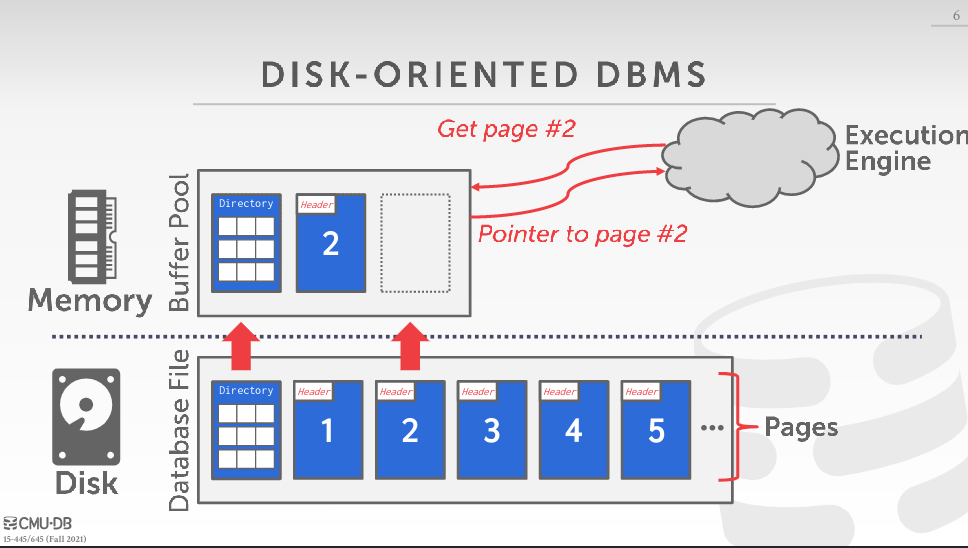 6
DISK-ORIENTED DBMS
Get page #2
Execution
Engine
Pointer to page #2
Buffer Pool
Directory
Header
2
Memory
Database File
Directory
Header
1
Header
2
Header
3
Header
4
Header
5
...
Pages
Disk
CMU·DB
15-445/645 (Fall 2021)